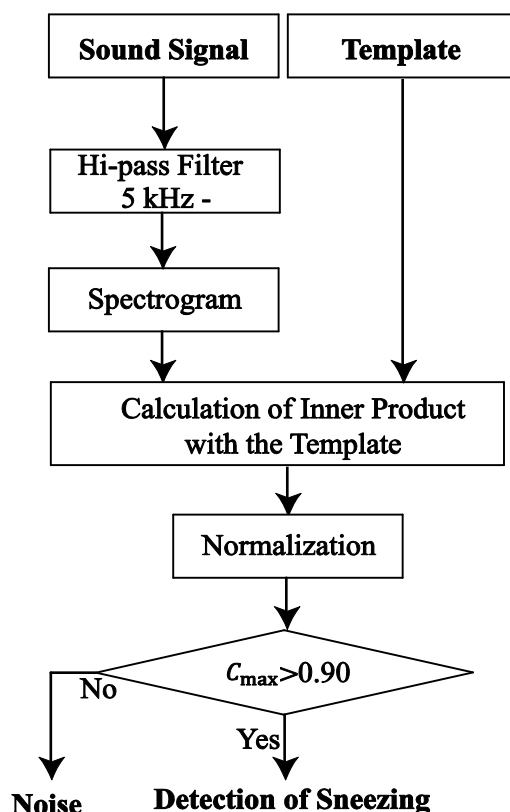 Sound Signal
Template
Hi-pass Filter
5 kHz -
Spectrogram
Calculation of Inner Product
with the Template
Normalization
Cmax>0.90
No
Yes
Noise
Detection of Sneezing